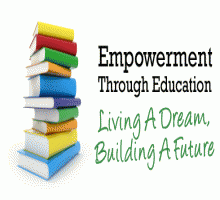 Empowerment
Through Education
Living A Dream,
Building A Future